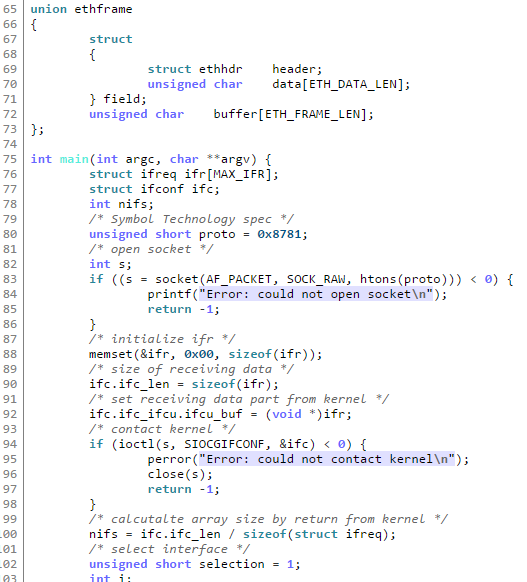 65 union ethframe
66 {
67 struct
68 {
69 struct ethhdr header;
70 unsigned char data[ETH_DATA_LEN];
71 } field;
72 unsigned char buffer[ETH_FRAME_LEN];
73 };
74
75 int main(int argc, char **argv) {
76 struct ifreq ifr[MAX_IFR];
77 struct ifconf ifc;
78 int nifs;
79 /* Symbol Technology spec */
80 unsigned short proto = 0x8781;
81 /* open socket */
82 int s;
83 if ((s = socket(AF_PACKET, SOCK_RAW, htons(proto))) < 0) {
84 printf("Error: could not open socket\n");
85 return -1;
86 }
87 /* initialize ifr */
88 memset(&ifr, 0x00, sizeof(ifr));
89 /* size of receiving data */
90 ifc.ifc_len = sizeof(ifr);
91 /* set receiving data part from kernel */
92 ifc.ifc_ifcu.ifcu_buf = (void *)ifr;
93 /* contact kernel */
94 if (ioctl(s, SIOCGIFCONF, &ifc) < 0) {
95 perror("Error: could not contact kernel\n");
96 close(s);
97 return -1;
98 }
99 /* calcutalte array size by return from kernel */
100 nifs = ifc.ifc_len / sizeof(struct ifreq);
101 /* select interface */
102 unsigned short selection = 1;
103 int i;